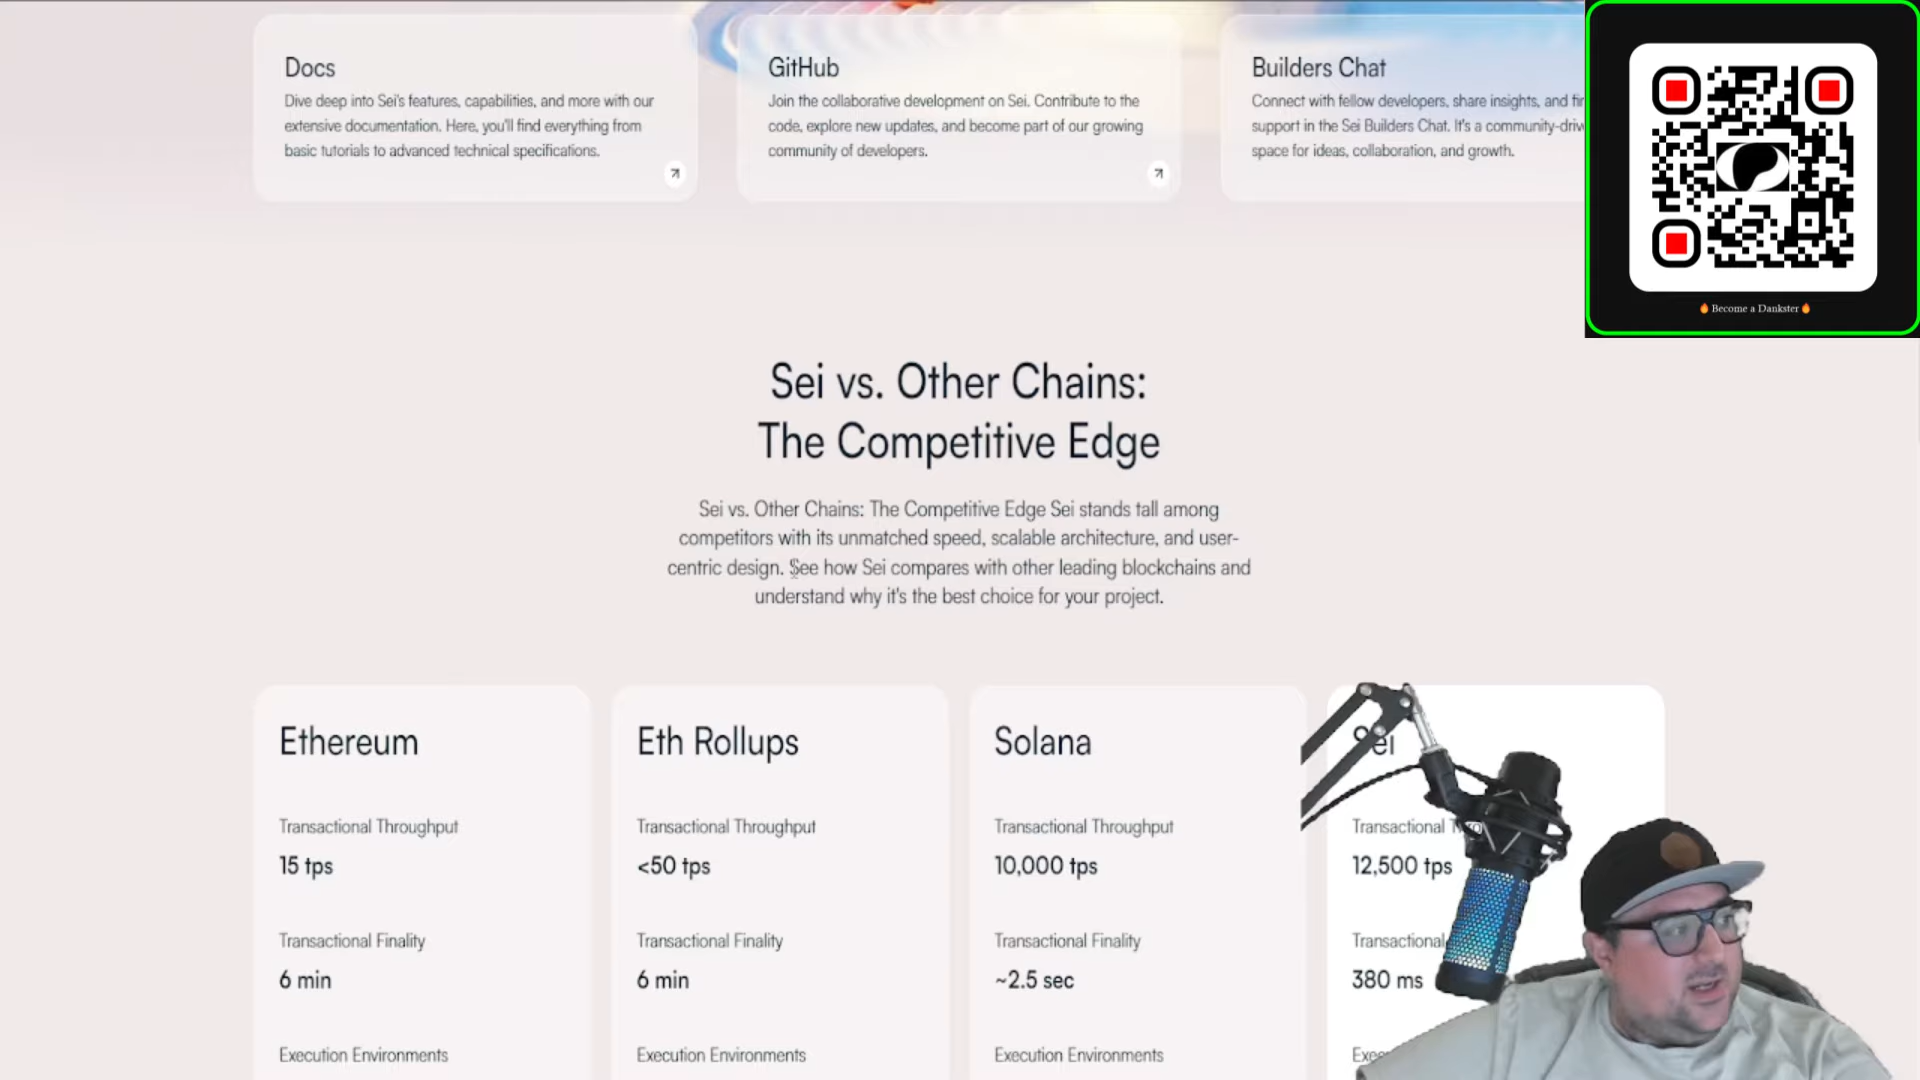 Docs
Dive deep into Sei's features, capabilities, and more with our
extensive documentation. Here, you'll find everything from
basic tutorials to advanced technical specifications.
GitHub
Join the collaborative development on Sei. Contribute to the
code, explore new updates, and become part of our growing
community of developers.
Builders Chat
Connect with fellow developers, share insights, and
support in the Sei Builders Chat. It's a
space for ideas, collaboration, and growth.
🔥 Become a Dankster 🔥
Sei vs. Other Chains:
The Competitive Edge
Sei vs. Other Chains: The Competitive Edge Sei stands tall among
competitors with its unmatched speed, scalable architecture, and user-
centric design. See how Sei compares with other leading blockchains and
understand why it's the best choice for your project.
Ethereum
Transactional Throughput
15 tps
Transactional Finality
6 min
Execution Environments
Eth Rollups
Transactional Throughput
<50 tps
Transactional Finality
6 min
Execution Environments
Solana
Transactional Throughput
10,000 tps
Transactional Finality
~2.5 sec
Execution Environments
Sei
Transactional
12,500 tps
Transactional
380 ms